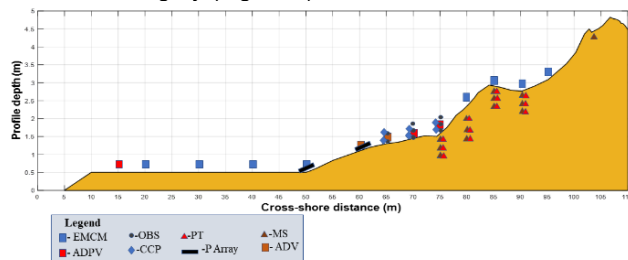 5
4.5
4
3.5
3
2.5
2
1.5
1
0.5
0
Profile depth (m)
0 5 10 15 20 25 30 35 40 45 50 55 60 65 70 75 80 85 90 95 100 105 110
Cross-shore distance (m)
Legend
- EMCM -OBS -PT -MS
- ADPV -CCP -P Array - ADV